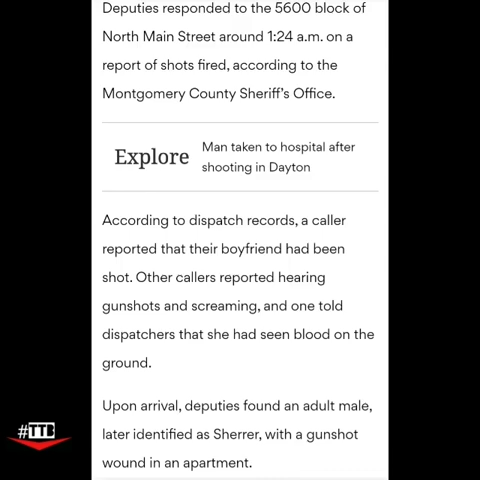 Deputies responded to the 5600 block of
North Main Street around 1:24 a.m. on a
report of shots fired, according to the
Montgomery County Sheriff's Office.
Explore
Man taken to hospital after
shooting in Dayton
According to dispatch records, a caller
reported that their boyfriend had been
shot. Other callers reported hearing
gunshots and screaming, and one told
dispatchers that she had seen blood on the
ground.
Upon arrival, deputies found an adult male,
later identified as Sherrer, with a gunshot
wound in an apartment.
#TTB